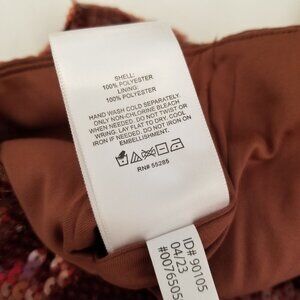 SHELL:
100% POLYESTER
LINING:
100% POLYESTER
HAND WASH COLD SEPARATELY.
ONLY NON-CHLORINE BLEACH
WHEN NEEDED. DO NOT TWIST OR
WRING. LAY FLAT TO DRY. COOL
IRON IF NEEDED. DO NOT IRON
EMBELLISHMENT.
RN# 55285
ID# 90105
04/23
#0076505